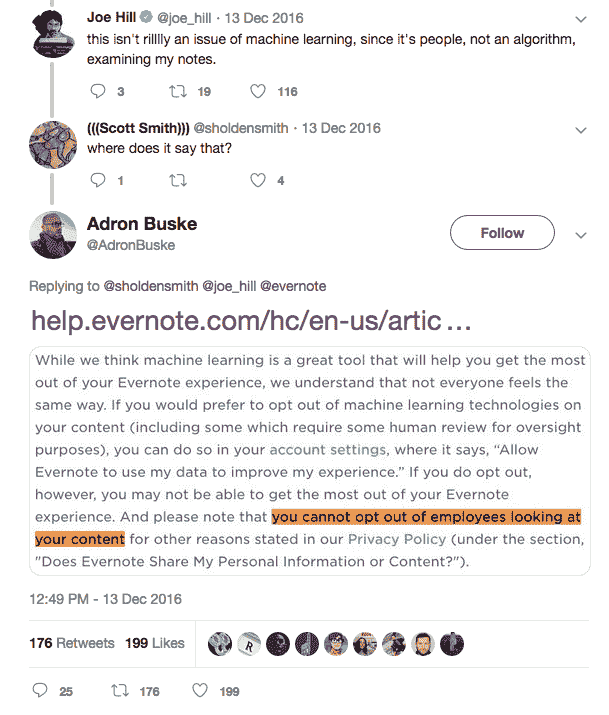 Joe Hill @joe_hill · 13 Dec 2016
this isn't rilllly an issue of machine learning, since it's people, not an algorithm,
examining my notes.
3 19 116
(((Scott Smith))) @sholdensmith · 13 Dec 2016
where does it say that?
1 4
Adron Buske
@AdronBuske
Follow
Replying to @sholdensmith @joe_hill @evernote
help.evernote.com/hc/en-us/artic …
While we think machine learning is a great tool that will help you get the most
out of your Evernote experience, we understand that not everyone feels the
same way. If you would prefer to opt out of machine learning technologies on
your content (including some which require some human review for oversight
purposes), you can do so in your account settings, where it says, “Allow
Evernote to use my data to improve my experience.” If you do opt out,
however, you may not be able to get the most out of your Evernote
experience. And please note that you cannot opt out of employees looking at
your content for other reasons stated in our Privacy Policy (under the section,
"Does Evernote Share My Personal Information or Content?").
12:49 PM - 13 Dec 2016
176 Retweets 199 Likes
R
25 176 199